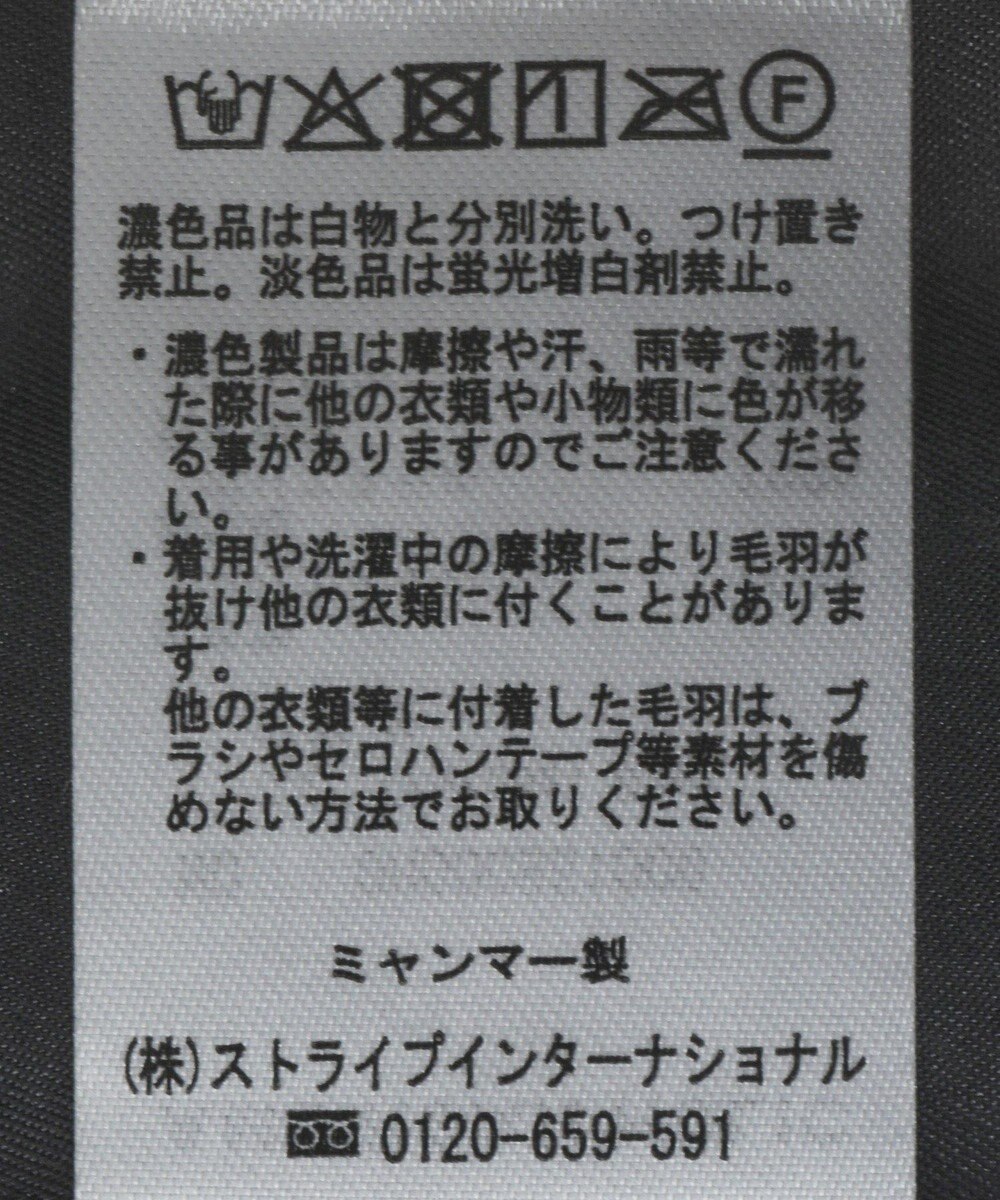 F
濃色品は白物と分別洗い。つけ置き
禁止。淡色品は蛍光増白剤禁止。
・濃色製品は摩擦や汗、雨等で濡れ
た際に他の衣類や小物類に色が移
る事がありますのでご注意くださ
い。
・着用や洗濯中の摩擦により毛羽が
抜け他の衣類に付くことがありま
す。
他の衣類等に付着した毛羽は、ブ
ラシやセロハンテープ等素材を傷
めない方法でお取りください。
ミャンマー製
(株)ストライプインターナショナル
0120-659-591